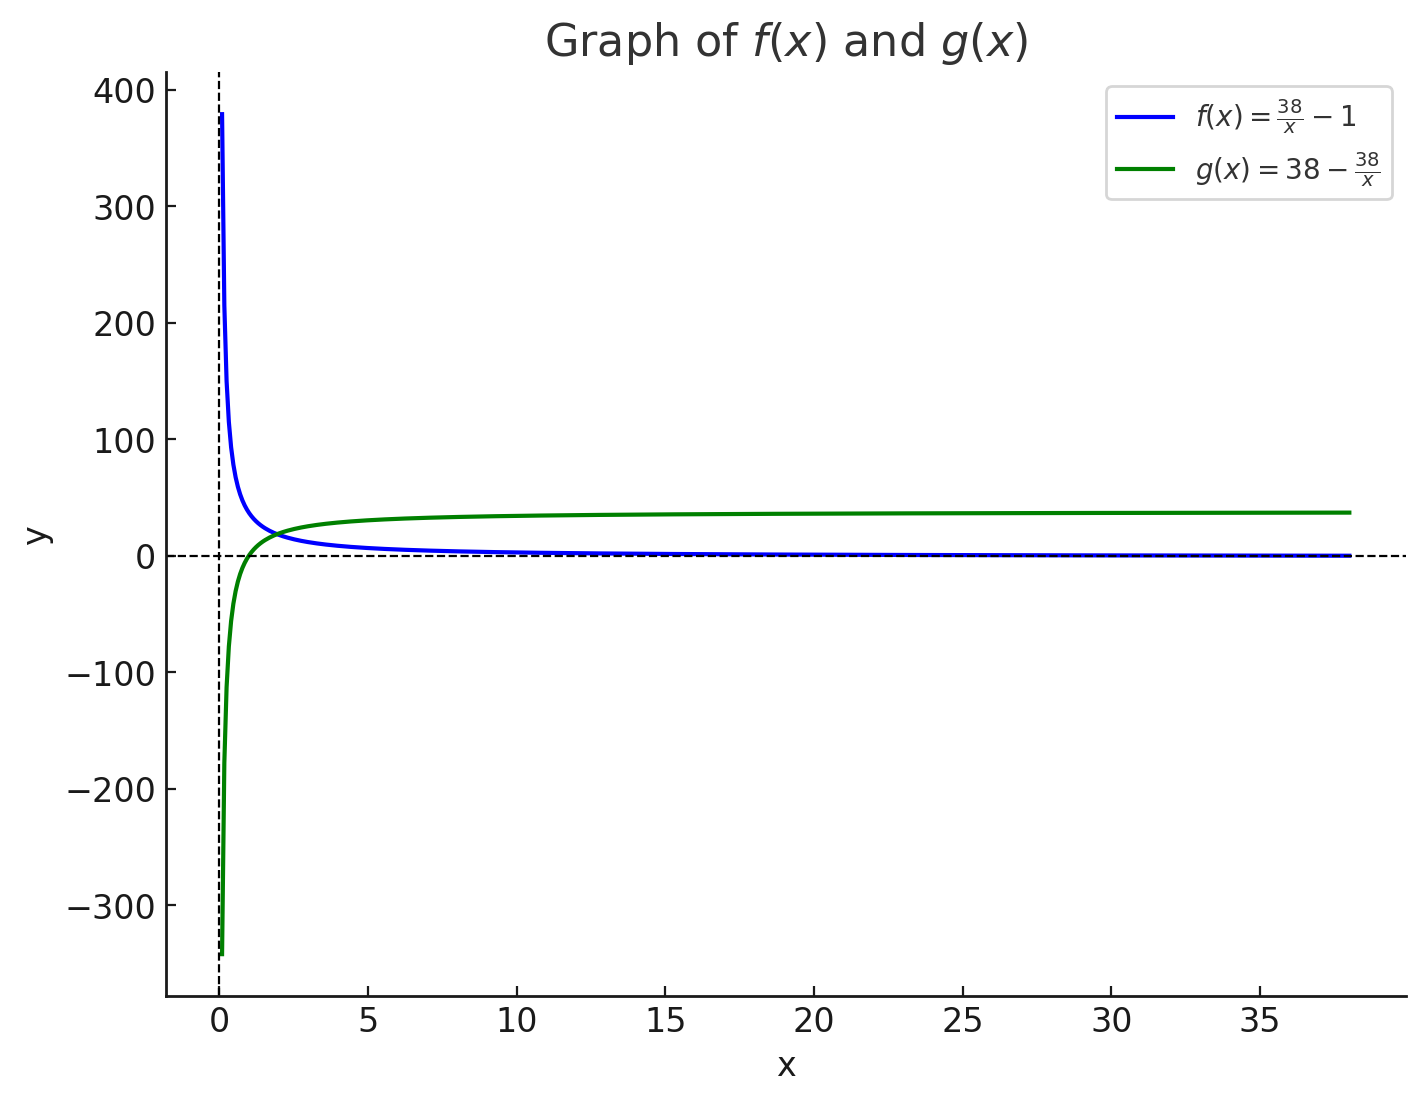 Graph of f(x) and g(x)
f(x) = 38/x − 1
g(x) = 38 − 38/x
400
300
200
100
0
−100
−200
−300
y
0 5 10 15 20 25 30 35
x